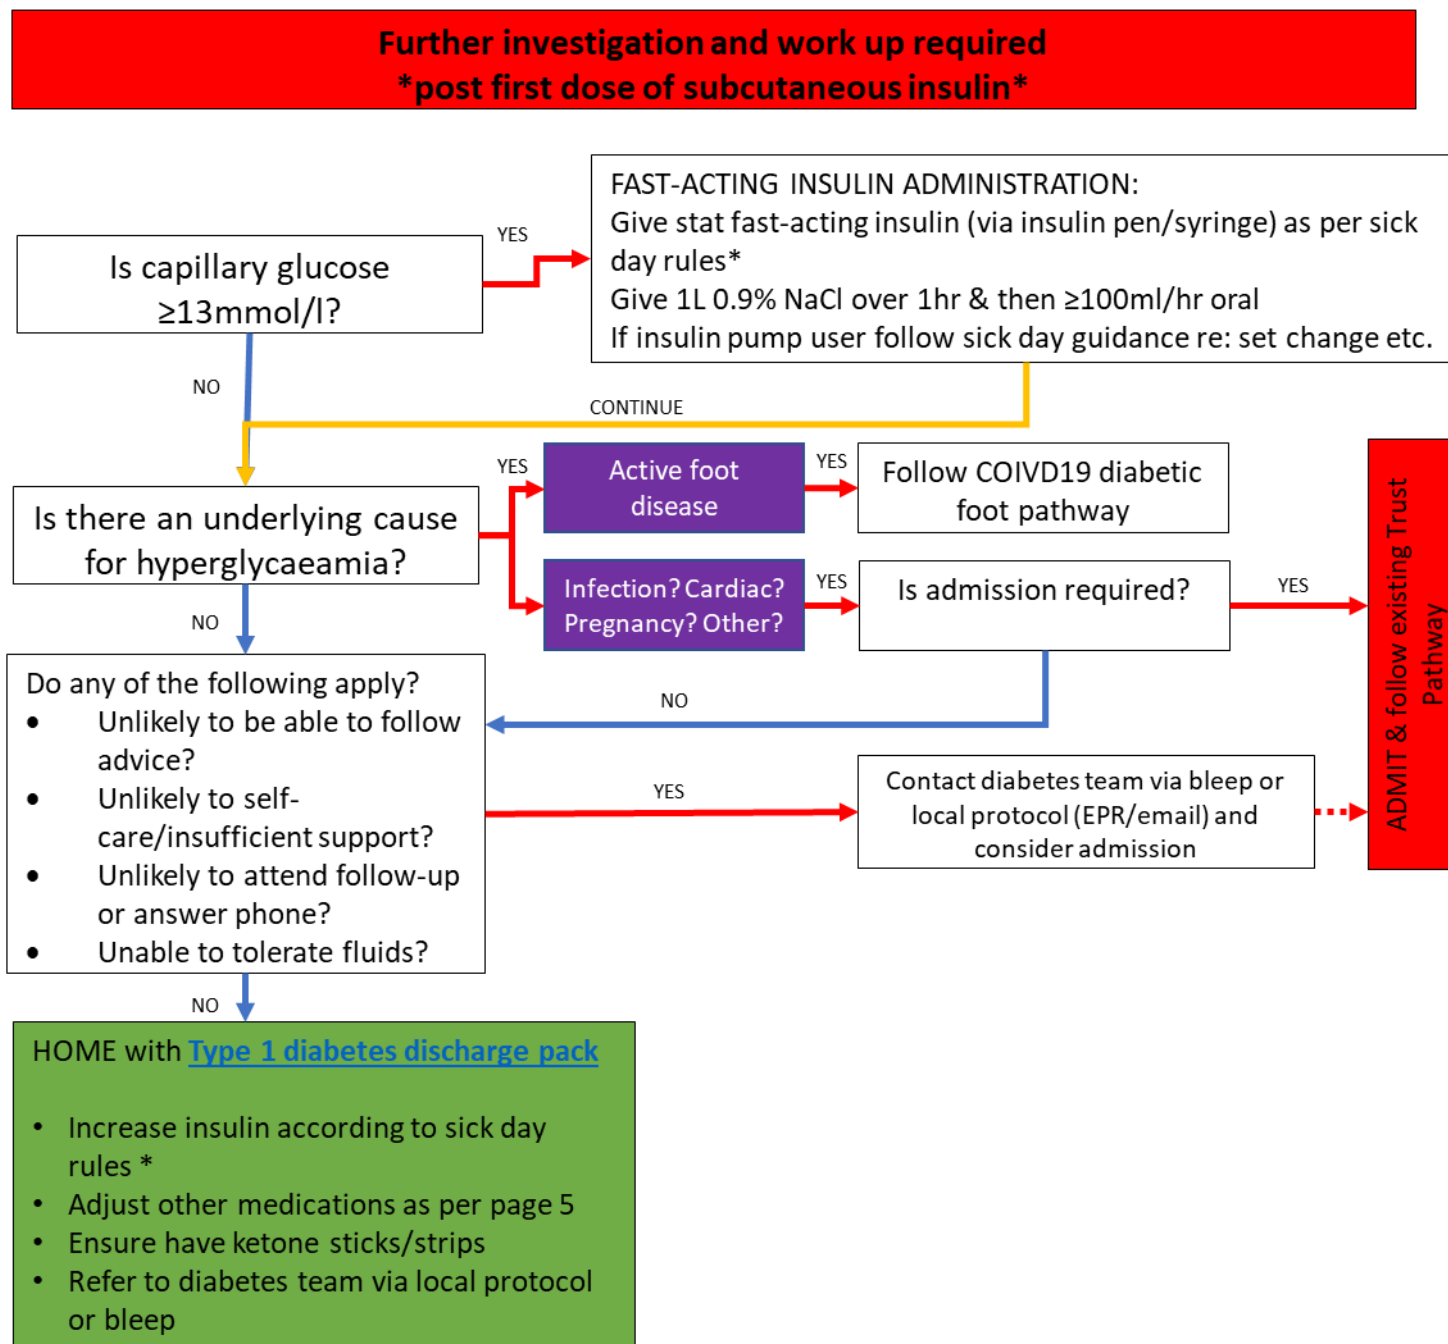 Further investigation and work up required
*post first dose of subcutaneous insulin*
FAST-ACTING INSULIN ADMINISTRATION:
Give stat fast-acting insulin (via insulin pen/syringe) as per sick
day rules*
Give 1L 0.9% NaCl over 1hr & then ≥100ml/hr oral
If insulin pump user follow sick day guidance re: set change etc.
YES
Is capillary glucose
≥13mmol/l?
NO
CONTINUE
Is there an underlying cause
for hyperglycaeamia?
YES
Active foot
disease
YES
Follow COIVD19 diabetic
foot pathway
Infection? Cardiac?
Pregnancy? Other?
YES
Is admission required?
YES
ADMIT & follow existing Trust
Pathway
NO
NO
Do any of the following apply?
• Unlikely to be able to follow
advice?
• Unlikely to self-
care/insufficient support?
• Unlikely to attend follow-up
or answer phone?
• Unable to tolerate fluids?
YES
Contact diabetes team via bleep or
local protocol (EPR/email) and
consider admission
NO
HOME with Type 1 diabetes discharge pack
• Increase insulin according to sick day
rules *
• Adjust other medications as per page 5
• Ensure have ketone sticks/strips
• Refer to diabetes team via local protocol
or bleep